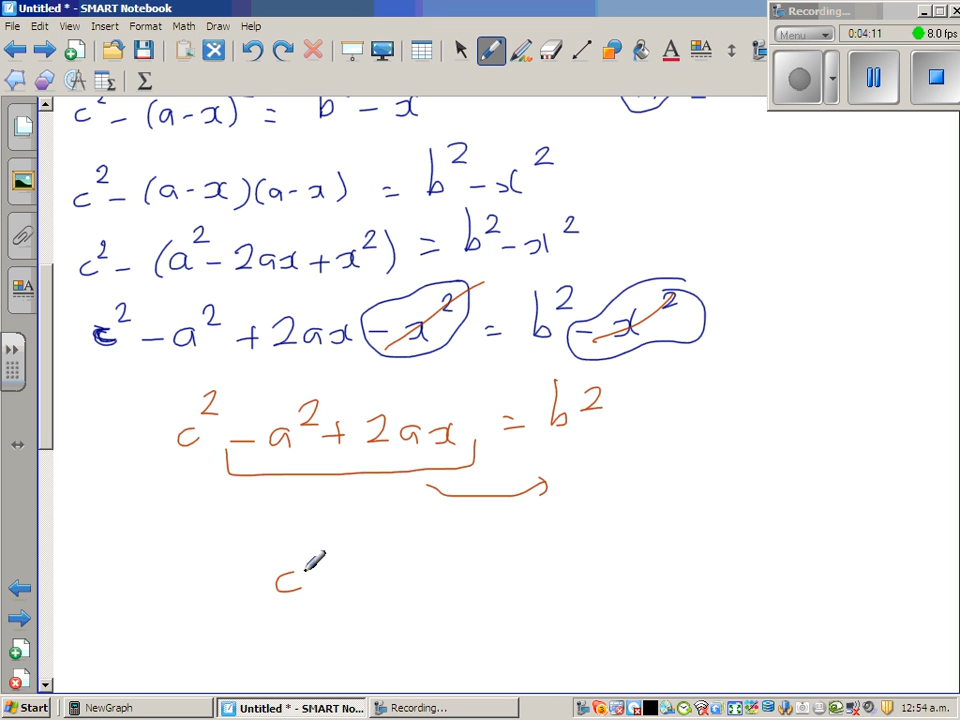 Untitled * - SMART Notebook
Recording...
File Edit View Insert Format Math Draw Help
Menu
0:04:11
8.0 fps
c² - (a-x) = b - x
c² - (a-x)(a-x) = b² - x²
c² - (a² - 2ax + x²) = b² - x²
c² - a² + 2ax - x² = b² - x²
c² - a² + 2ax = b²
c
Start
NewGraph
Untitled * - SMART No...
Recording...
12:54 a.m.